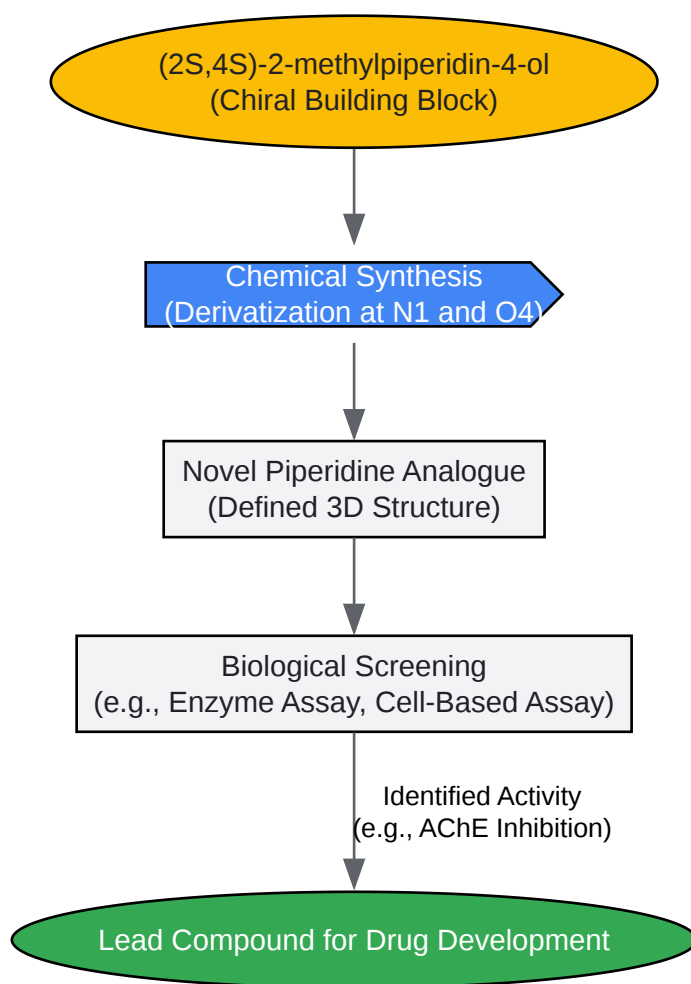 (2S,4S)-2-methylpiperidin-4-ol
(Chiral Building Block)
Chemical Synthesis
(Derivatization at N1 and O4)
Novel Piperidine Analogue
(Defined 3D Structure)
Biological Screening
(e.g., Enzyme Assay, Cell-Based Assay)
Identified Activity
(e.g., AChE Inhibition)
Lead Compound for Drug Development